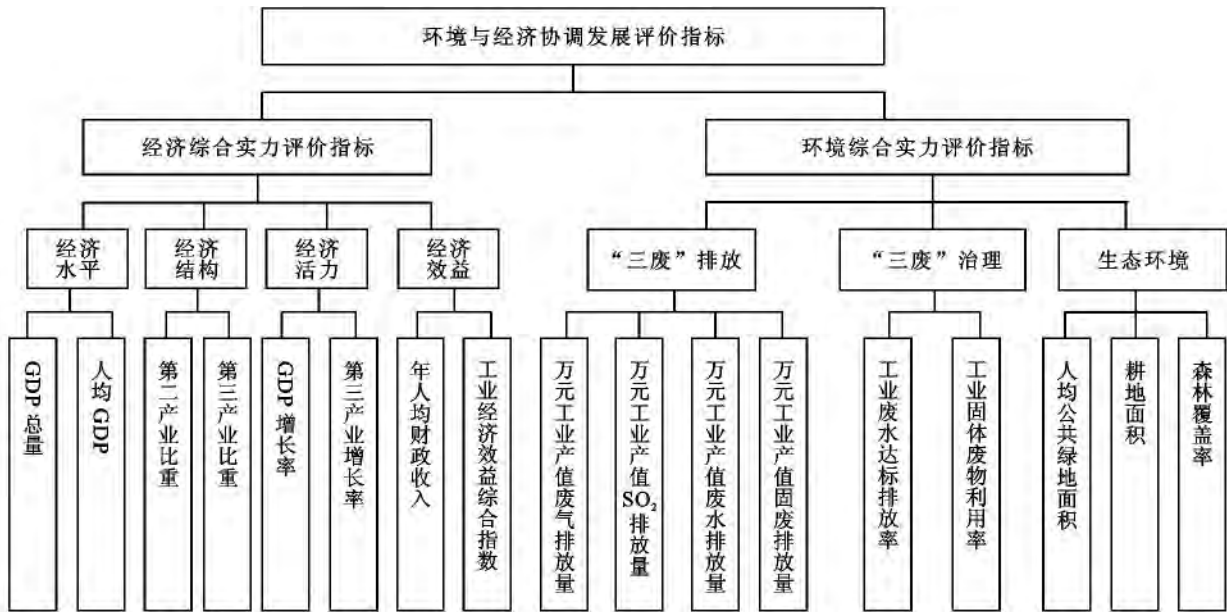 环境与经济协调发展评价指标
经济综合实力评价指标
环境综合实力评价指标
经济
水平
经济
结构
经济
活力
经济
效益
“三废”排放
“三废”治理
生态环境
GDP 总量
人均 GDP
第二产业比重
第三产业比重
GDP 增长率
第三产业增长率
年人均财政收入
工业经济效益综合指数
万元工业产值废气排放量
万元工业产值SO₂排放量
万元工业产值废水排放量
万元工业产值固废排放量
工业废水达标排放率
工业固体废物利用率
人均公共绿地面积
耕地面积
森林覆盖率